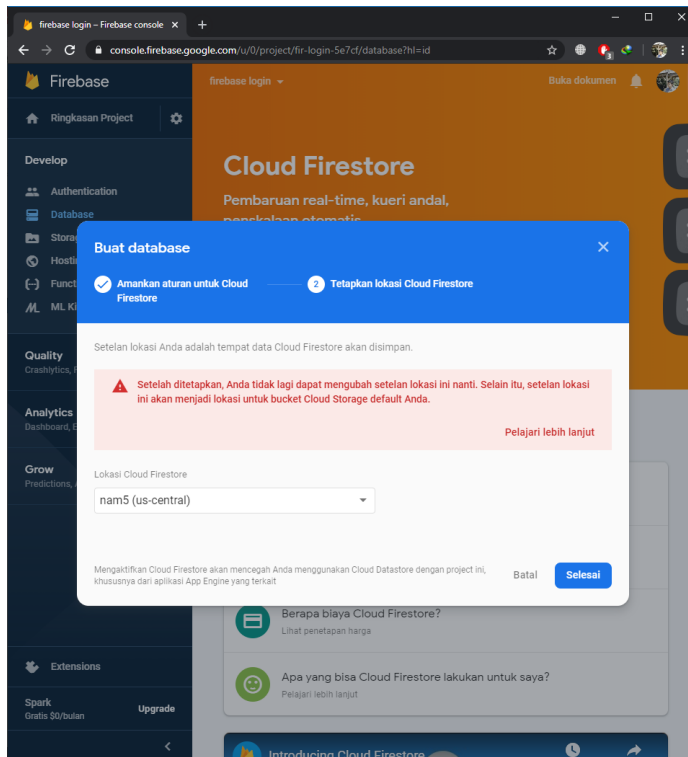 firebase login – Firebase console
console.firebase.google.com/u/0/project/fir-login-5e7cf/database?hl=id
3
Firebase
firebase login
Buka dokumen
Ringkasan Project
Develop
Authentication
Database
ML
Quality
Crashlytics,
Analytics
Dashboard,
Grow
Predictions,
Extensions
Spark
Gratis $0/bulan
Upgrade
Cloud Firestore
Pembaruan real-time, kueri andal,
penskalaan otomatis
Buat database
Amankan aturan untuk Cloud
Firestore
2
Tetapkan lokasi Cloud Firestore
Setelan lokasi Anda adalah tempat data Cloud Firestore akan disimpan.
Setelah ditetapkan, Anda tidak lagi dapat mengubah setelan lokasi ini nanti. Selain itu, setelan lokasi
ini akan menjadi lokasi untuk bucket Cloud Storage default Anda.
Pelajari lebih lanjut
Lokasi Cloud Firestore
nam5 (us-central)
Mengaktifkan Cloud Firestore akan mencegah Anda menggunakan Cloud Datastore dengan project ini,
khususnya dari aplikasi App Engine yang terkait
Batal
Selesai
Berapa biaya Cloud Firestore?
Lihat penetapan harga
Apa yang bisa Cloud Firestore lakukan untuk saya?
Pelajari lebih lanjut
Introducing Cloud Firestore